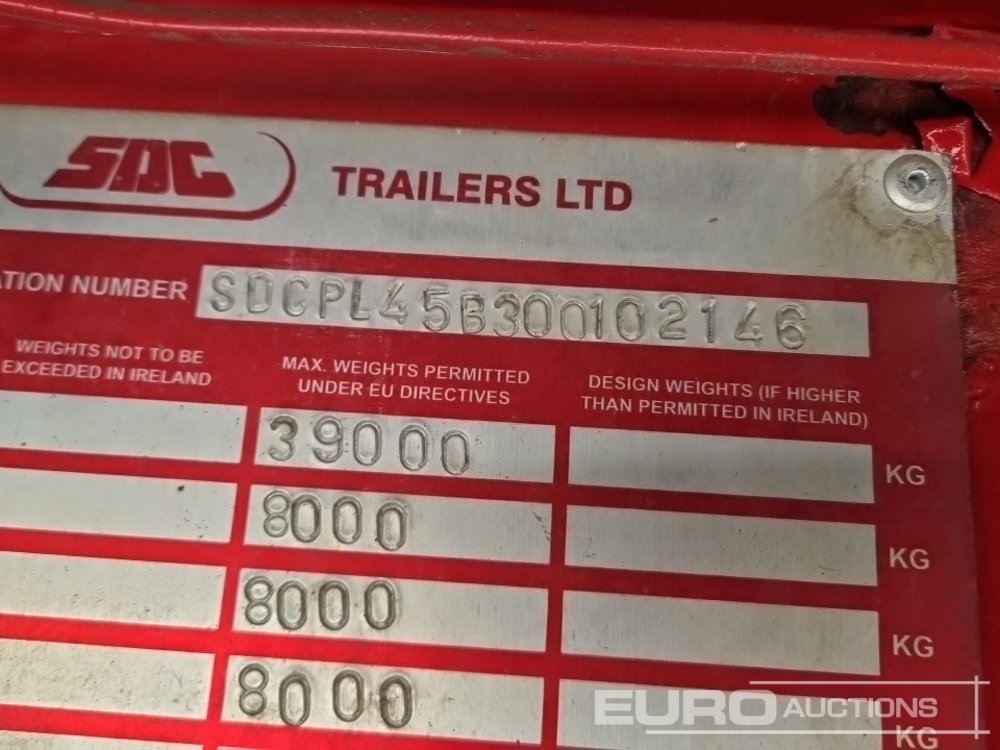 SDC TRAILERS LTD
ATION NUMBER SDCPL45B300102146
WEIGHTS NOT TO BE
EXCEEDED IN IRELAND
MAX. WEIGHTS PERMITTED
UNDER EU DIRECTIVES
DESIGN WEIGHTS (IF HIGHER
THAN PERMITTED IN IRELAND)
39000 KG
8000 KG
8000 KG
8000 KG
EURO AUCTIONS